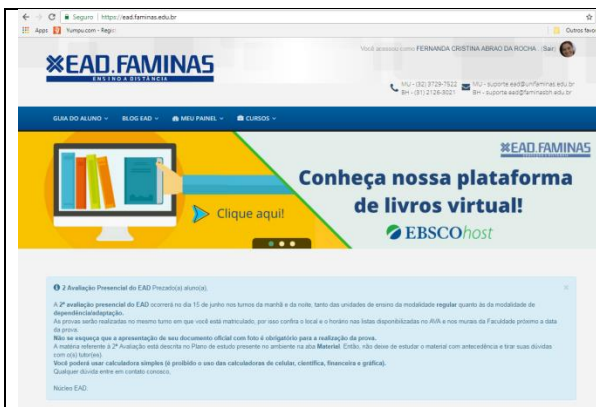 Seguro | https://ead.faminas.edu.br
Apps Yumpu.com - Regis Outros favor
Você acessou como FERNANDA CRISTINA ABRAO DA ROCHA (Sair)
EAD.FAMINAS
ENSINO A DISTÂNCIA
MU - (32) 3729-7522 MU - suporte.ead@unifaminas.edu.br
BH - (31) 2126-3021 BH - suporte.ead@faminasbh.edu.br
GUIA DO ALUNO BLOG EAD MEU PAINEL CURSOS
EAD.FAMINAS
Conheça nossa plataforma
de livros virtual!
Clique aqui!
EBSCOhost
2 Avaliação Presencial do EAD Prezado(a) aluno(a),
A 2ª avaliação presencial do EAD ocorrerá no dia 15 de junho nos turnos da manhã e da noite, tanto das unidades de ensino da modalidade regular quanto às da modalidade de
dependência/adaptação.
As provas serão realizadas no mesmo turno em que você está matriculado, por isso confira o local e o horário nas listas disponibilizadas no AVA e nos murais da Faculdade próximo a data
da prova.
Não se esqueça que a apresentação de seu documento oficial com foto é obrigatório para a realização da prova.
A matéria referente à 2ª Avaliação está descrita no Plano de estudo presente no ambiente na aba Material. Então, não deixe de estudar o material com antecedência e tirar suas dúvidas
com o(s) tutor(es).
Você poderá usar calculadora simples (é proibido o uso das calculadoras de celular, científica, financeira e gráfica).
Qualquer dúvida entre em contato conosco,
Núcleo EAD.